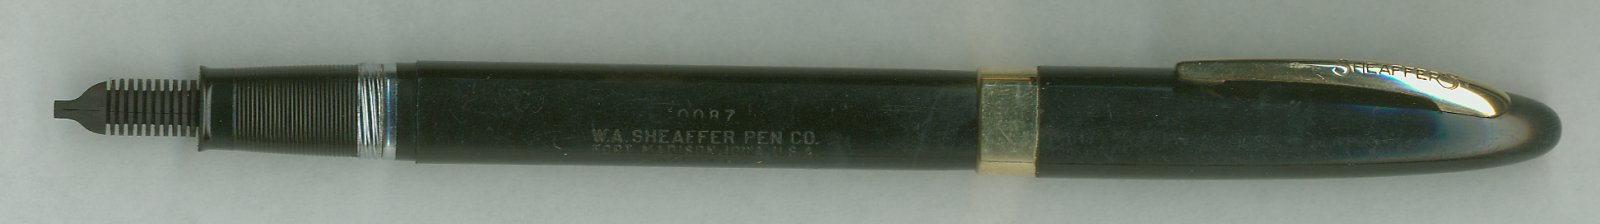 0087
W.A. SHEAFFER PEN CO.
FORT MADISON, IOWA, U.S.A.
SHEAFFER'S